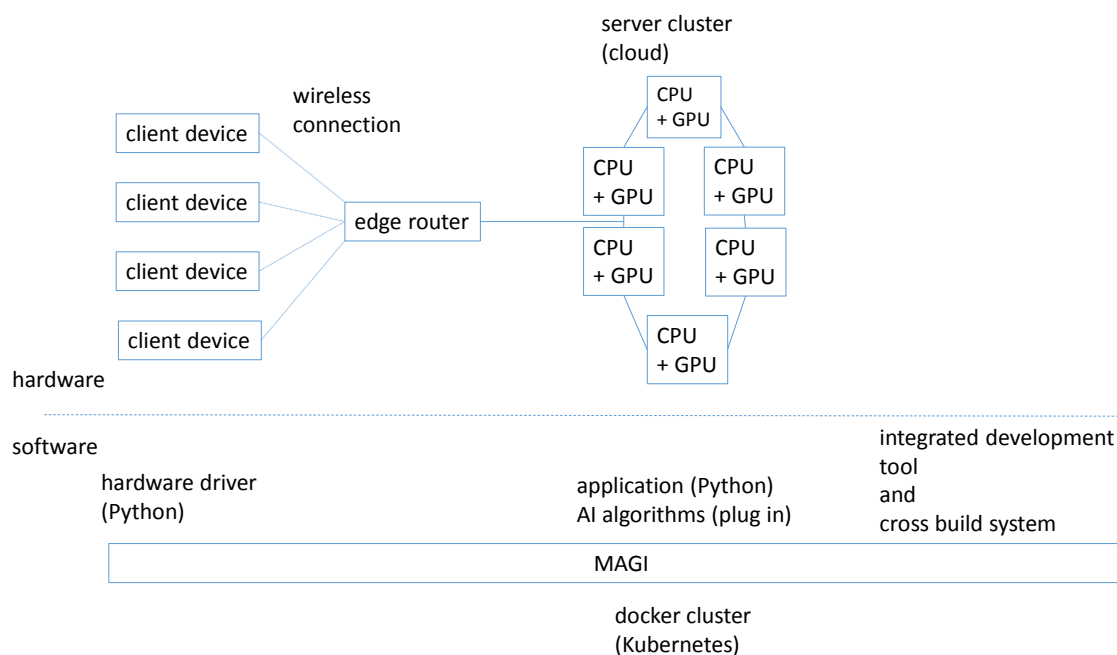 server cluster
(cloud)
wireless
connection
client device
client device
client device
client device
edge router
CPU
+ GPU
CPU
+ GPU
CPU
+ GPU
CPU
+ GPU
CPU
+ GPU
CPU
+ GPU
hardware
software
hardware driver
(Python)
application (Python)
AI algorithms (plug in)
integrated development
tool
and
cross build system
MAGI
docker cluster
(Kubernetes)